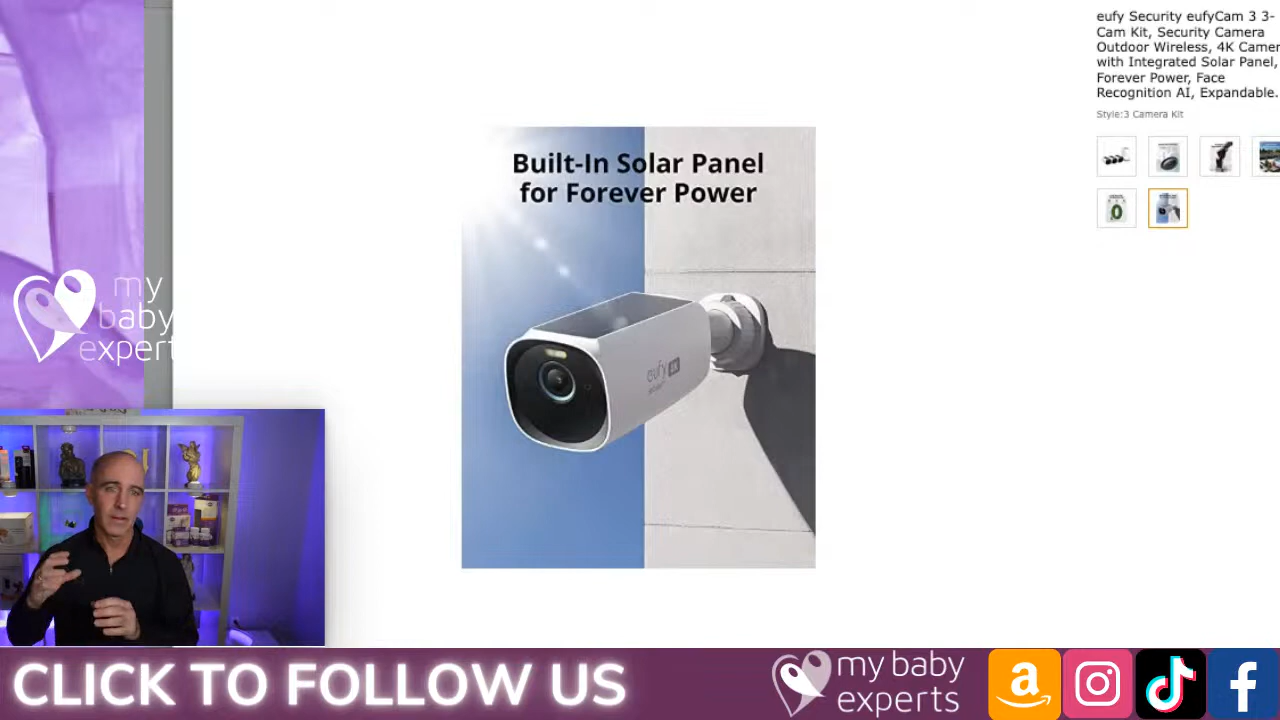 eufy Security eufyCam 3 3-
Cam Kit, Security Camera
Outdoor Wireless, 4K Camer
with Integrated Solar Panel,
Forever Power, Face
Recognition AI, Expandable.
Style:3 Camera Kit
Built-In Solar Panel
for Forever Power
eufy 4K
my
baby
expert
CLICK TO FOLLOW US
my baby
experts